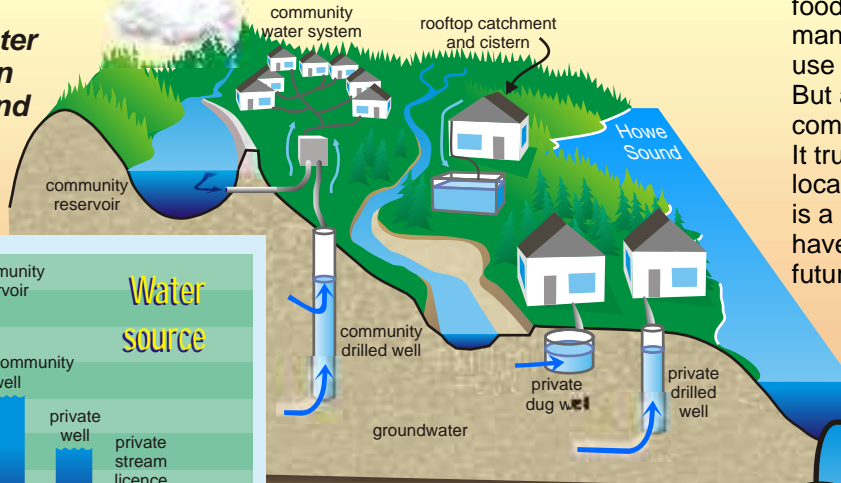 ter
n
nd
community
water system
rooftop catchment
and cistern
Howe
Sound
community
reservoir
community
drilled well
private
dug
private
drilled
well
groundwater
Water
source
munity
voir
ommunity
well
private
well
private
stream
licence
food
man
use
But a
com
It tru
loca
is a
have
futur